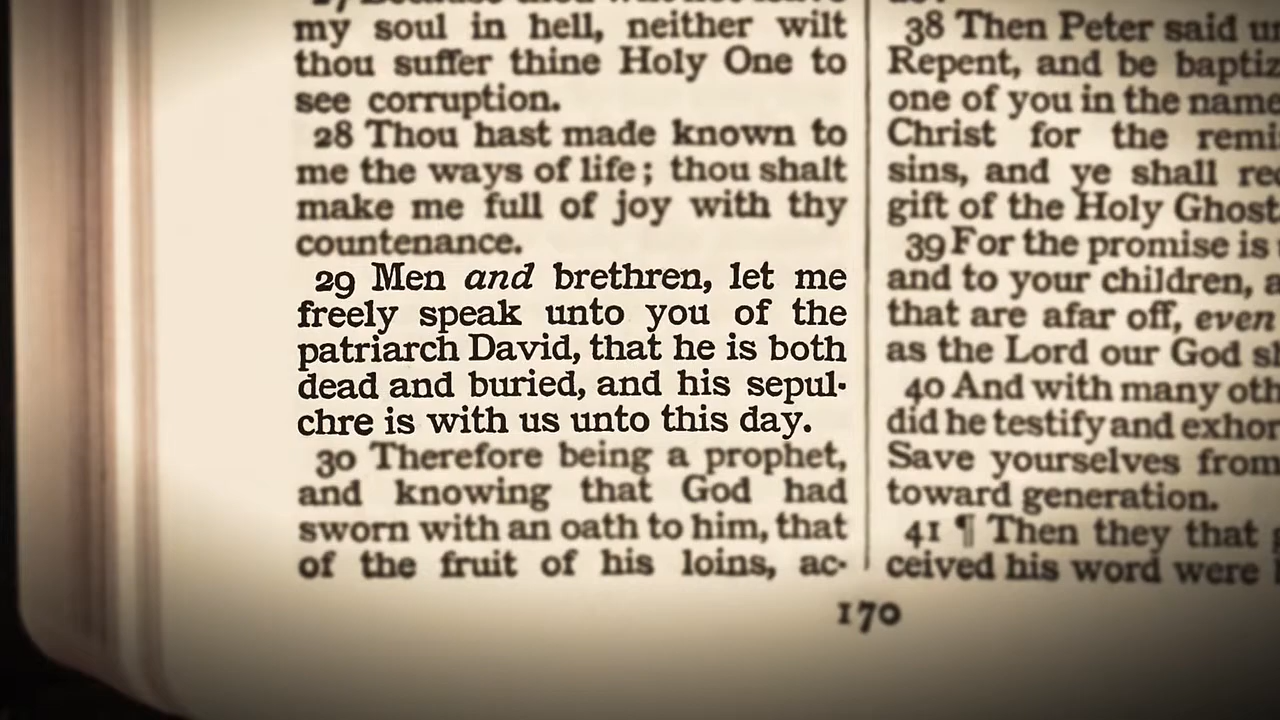 my soul in hell, neither wilt
thou suffer thine Holy One to
see corruption.
28 Thou hast made known to
me the ways of life; thou shalt
make me full of joy with thy
countenance.
29 Men and brethren, let me
freely speak unto you of the
patriarch David, that he is both
dead and buried, and his sepul-
chre is with us unto this day.
30 Therefore being a prophet,
and knowing that God had
sworn with an oath to him, that
of the fruit of his loins, ac-
38 Then Peter said
Repent, and be
one of you in the name
Christ for the
sins, and ye shall
gift of the Holy Ghost
39 For the promise is
and to your children,
that are afar off, even
as the Lord our God
40 And with many
did he testify and
Save yourselves from
toward generation.
41 ¶ Then they that
ceived his word were
170